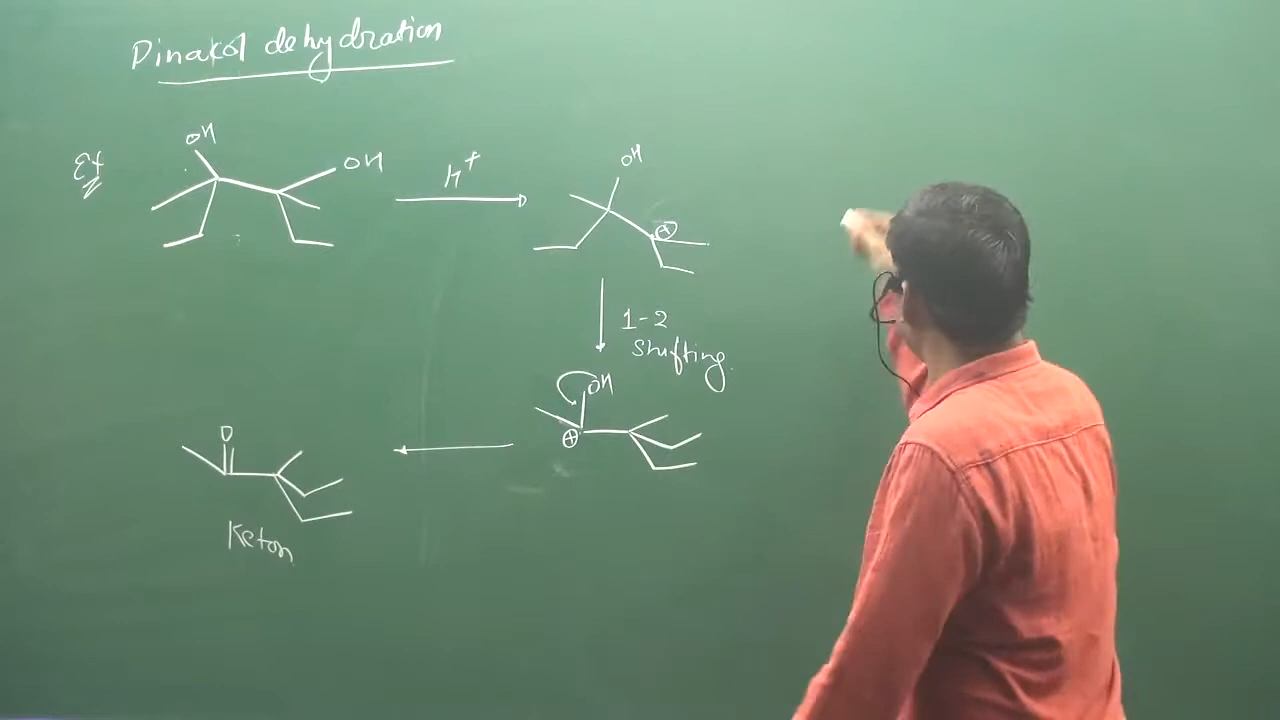 Pinakol dehydration
Ex
OH
OH
H⁺
OH
⊕
1-2
Shifting.
OH
⊕
O
Keton